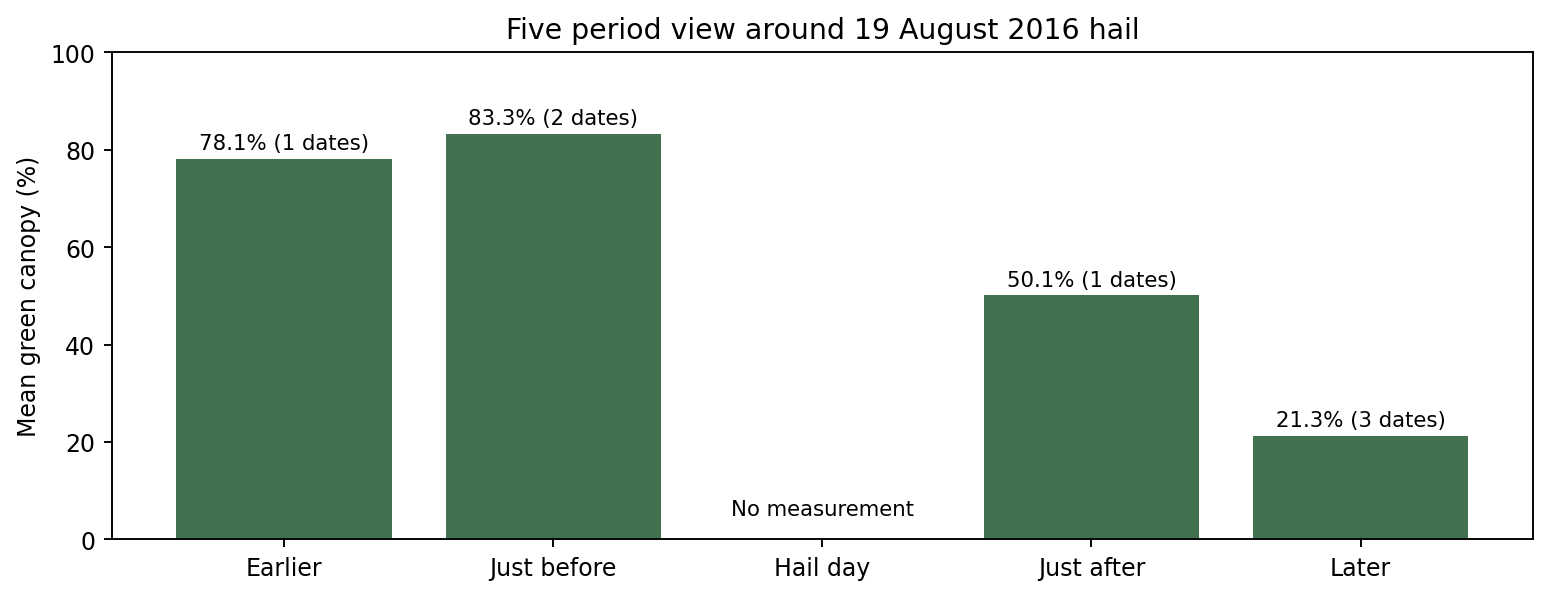 Five period view around 19 August 2016 hail
Mean green canopy (%)
100
80
60
40
20
0
78.1% (1 dates)
83.3% (2 dates)
No measurement
50.1% (1 dates)
21.3% (3 dates)
Earlier
Just before
Hail day
Just after
Later